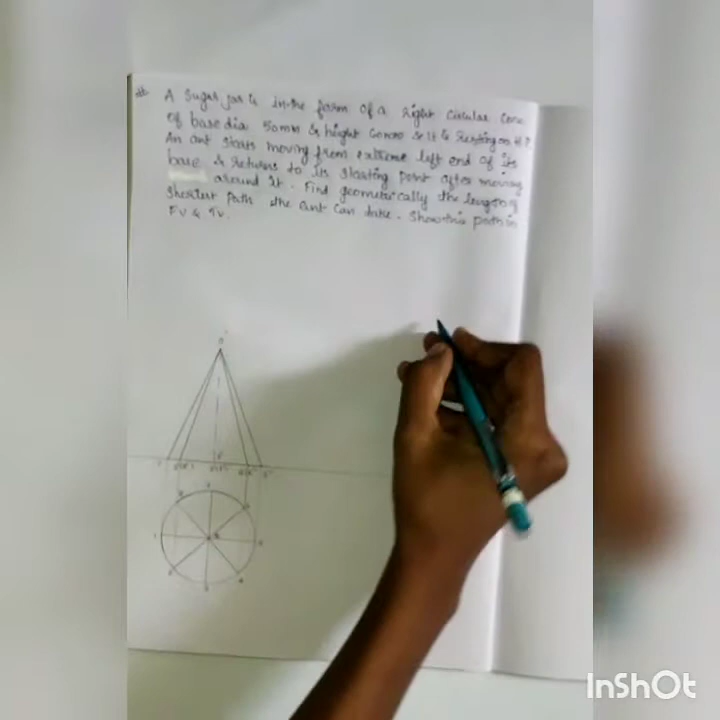 A Sugar jar is in the form of a right circular cone
of base dia 50mm & height 60mm & It is Resting on H.P.
An ant starts moving from extreme left end of its
base & returns to its starting point after moving
around it. Find geometrically the length of
shortest path the ant can take. Show this path in
FV & TV.
InShOt